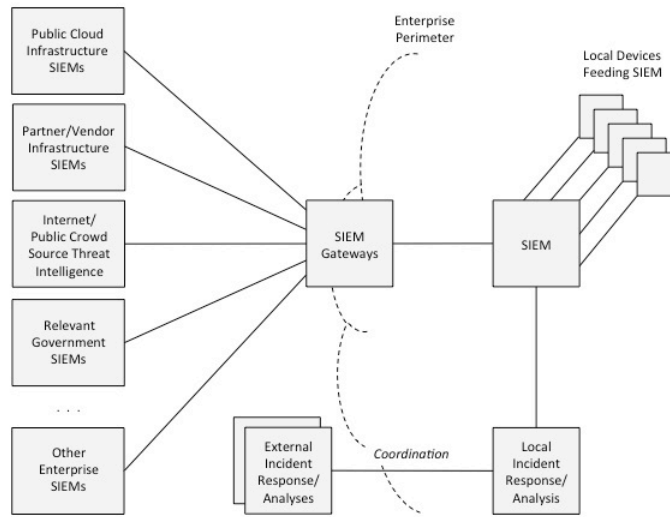 Enterprise
Perimeter
Public Cloud
Infrastructure
SIEMs
Local Devices
Feeding SIEM
Partner/Vendor
Infrastructure
SIEMs
Internet/
Public Crowd
Source Threat
Intelligence
SIEM
Gateways
SIEM
Relevant
Government
SIEMs
. . .
Other
Enterprise
SIEMs
External
Incident
Response/
Analyses
Coordination
Local
Incident
Response/
Analysis